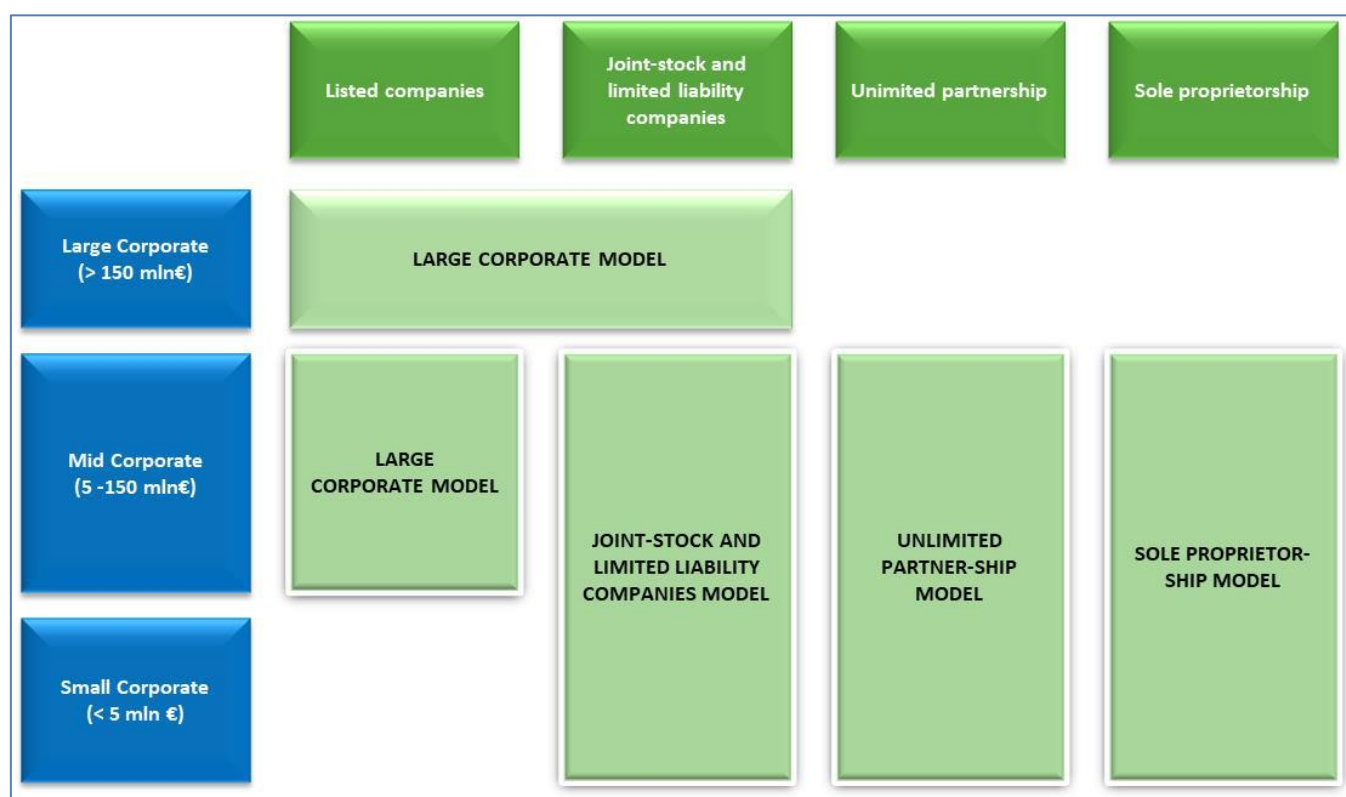 Listed companies
Joint-stock and
limited liability
companies
Unimited partnership
Sole proprietorship
Large Corporate
(> 150 mln€)
LARGE CORPORATE MODEL
Mid Corporate
(5 -150 mln€)
LARGE
CORPORATE MODEL
JOINT-STOCK AND
LIMITED LIABILITY
COMPANIES MODEL
UNLIMITED
PARTNER-SHIP
MODEL
SOLE PROPRIETOR-
SHIP MODEL
Small Corporate
(< 5 mln €)